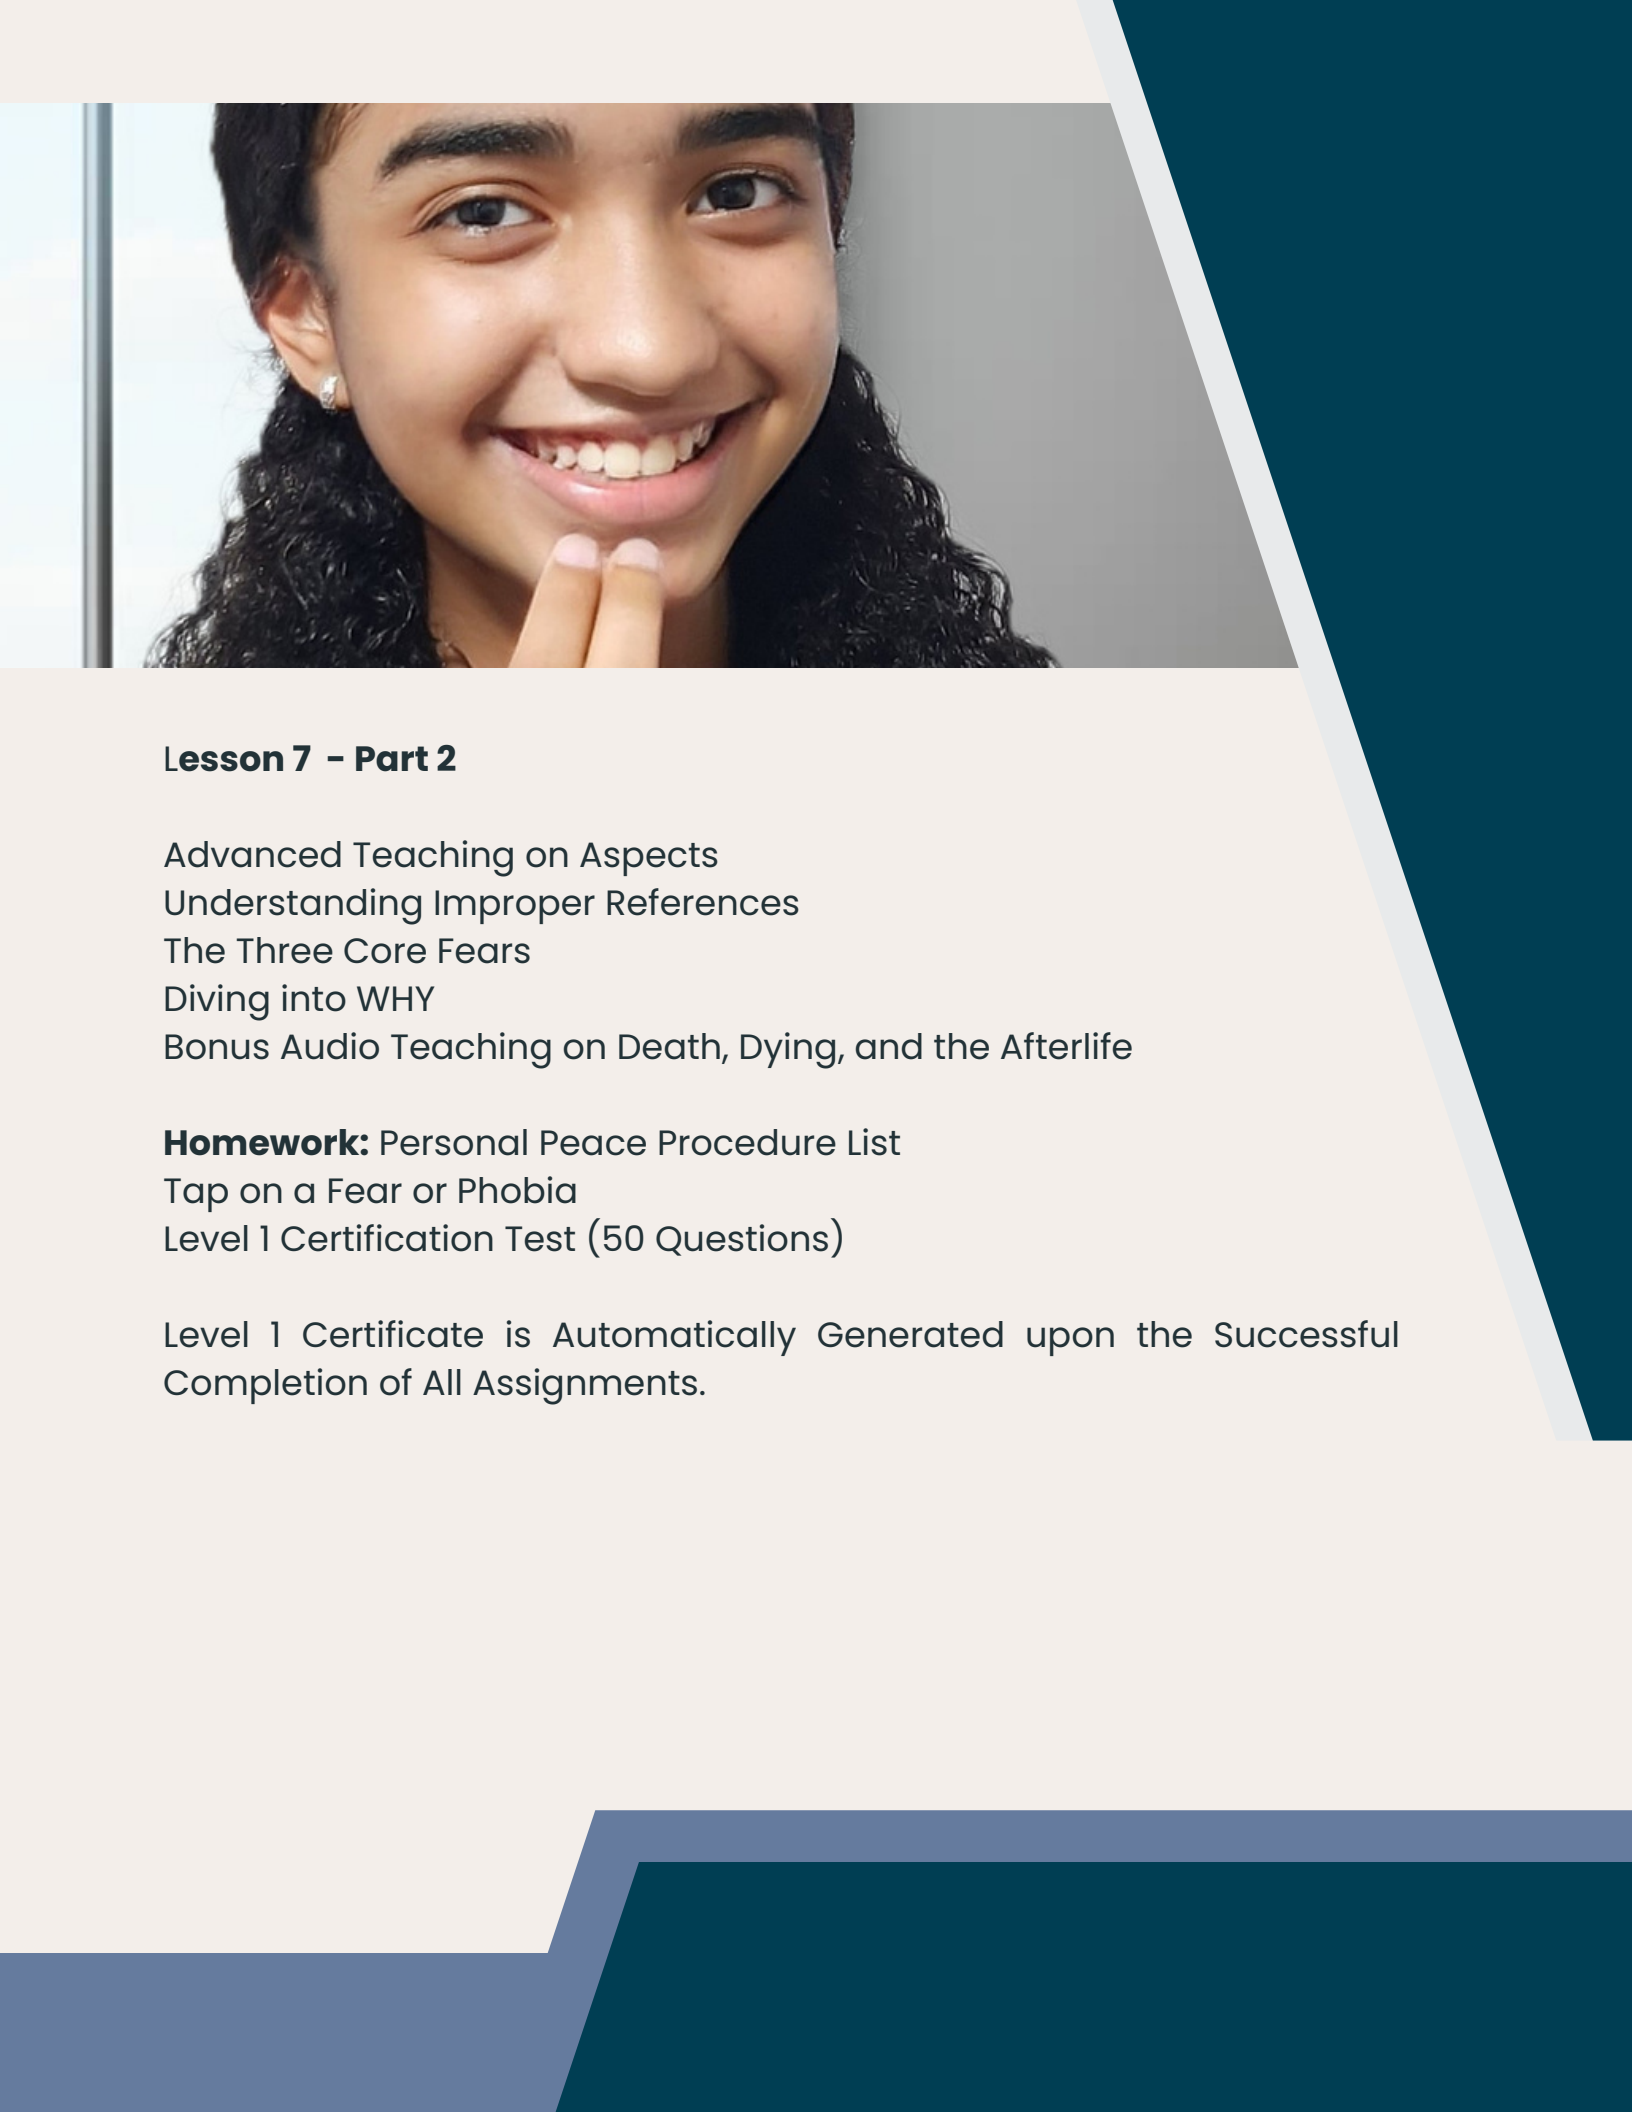 Lesson 7 - Part 2
Advanced Teaching on Aspects
Understanding Improper References
The Three Core Fears
Diving into WHY
Bonus Audio Teaching on Death, Dying, and the Afterlife
Homework: Personal Peace Procedure List
Tap on a Fear or Phobia
Level 1 Certification Test (50 Questions)
Level 1 Certificate is Automatically Generated upon the Successful
Completion of All Assignments.